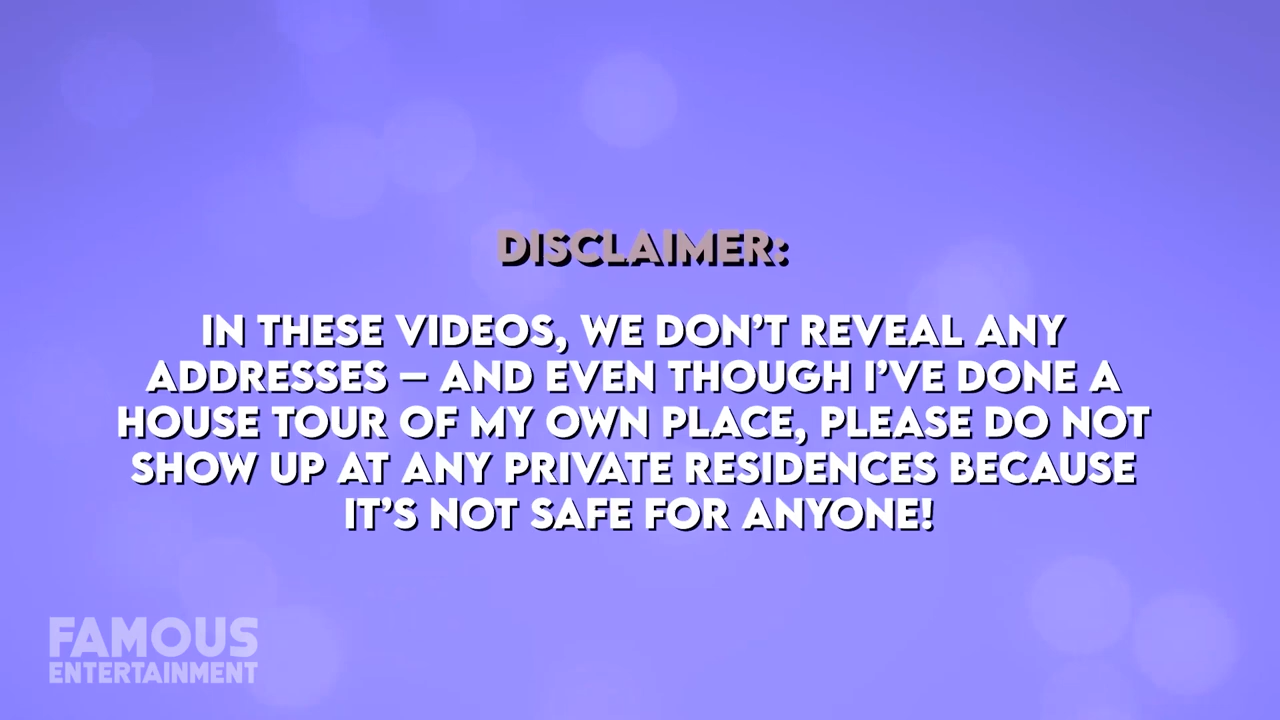 DISCLAIMER:
IN THESE VIDEOS, WE DON'T REVEAL ANY
ADDRESSES – AND EVEN THOUGH I'VE DONE A
HOUSE TOUR OF MY OWN PLACE, PLEASE DO NOT
SHOW UP AT ANY PRIVATE RESIDENCES BECAUSE
IT'S NOT SAFE FOR ANYONE!
FAMOUS
ENTERTAINMENT